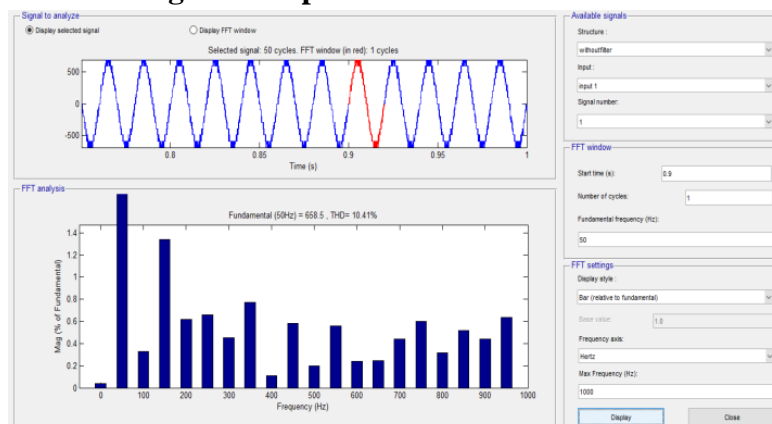 Signal to analyze
Display selected signal
Display FFT window
Selected signal: 50 cycles. FFT window (in red): 1 cycles
500
0
-500
0.8
0.85
0.9
0.95
1
Time (s)
FFT analysis
Fundamental (50Hz) = 658.5 , THD= 10.41%
1.4
1.2
1
0.8
0.6
0.4
0.2
0
Mag (% of Fundamental)
0
100
200
300
400
500
600
700
800
900
1000
Frequency (Hz)
Available signals
Structure :
withoutfilter
Input :
input 1
Signal number:
1
FFT window
Start time (s):
0.9
Number of cycles:
1
Fundamental frequency (Hz):
50
FFT settings
Display style :
Bar (relative to fundamental)
Base value:
1.0
Frequency axis:
Hertz
Max Frequency (Hz):
1000
Display
Close